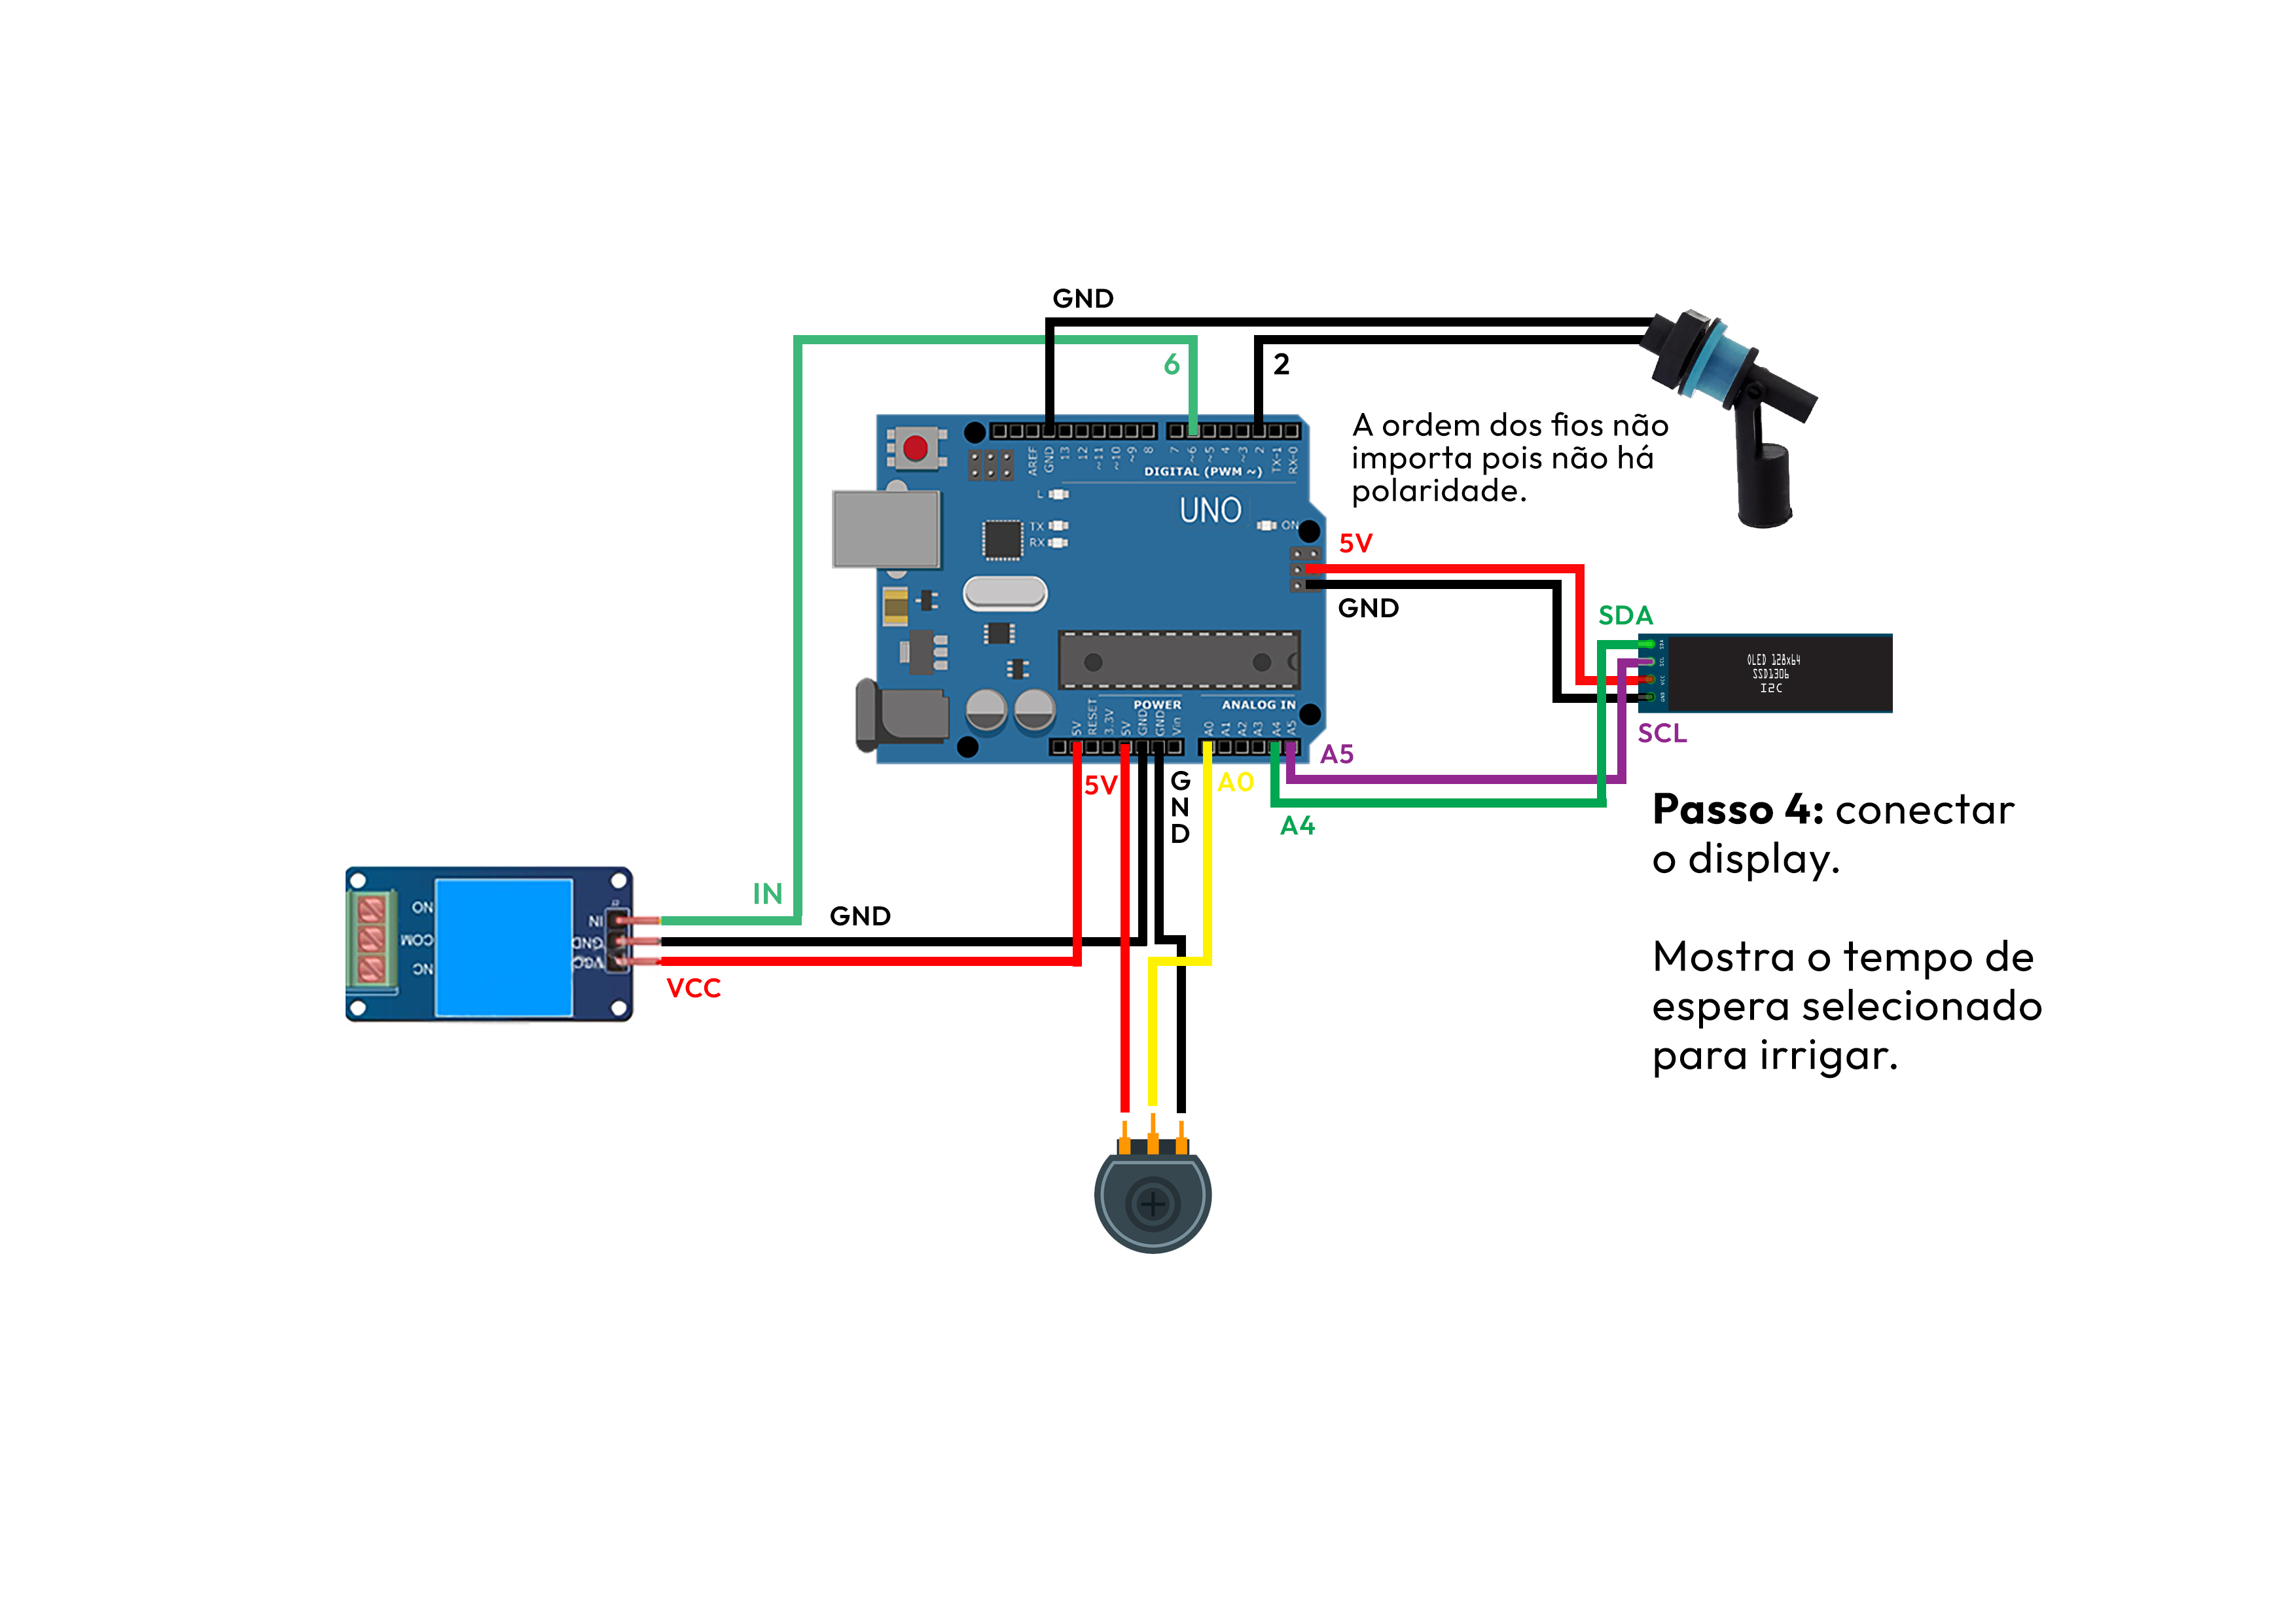 GND
6
2
A ordem dos fios não
importa pois não há
polaridade.
AREF
GND
13
12
~11
~10
~9
8
7
~6
~5
4
~3
2
TX-1
RX-0
DIGITAL (PWM ~)
L
UNO
TX
RX
ON
5V
GND
SDA
SDA
SCL
VCC
GND
OLED 128x64
SSD1306
I2C
SCL
POWER
ANALOG IN
5V
RESET
3.3V
5V
GND
GND
Vin
A0
A1
A2
A3
A4
A5
A5
5V
G
N
D
A0
A4
Passo 4: conectar
o display.
Mostra o tempo de
espera selecionado
para irrigar.
IN
GND
VCC
NO
COM
NC
IN
GND
VCC